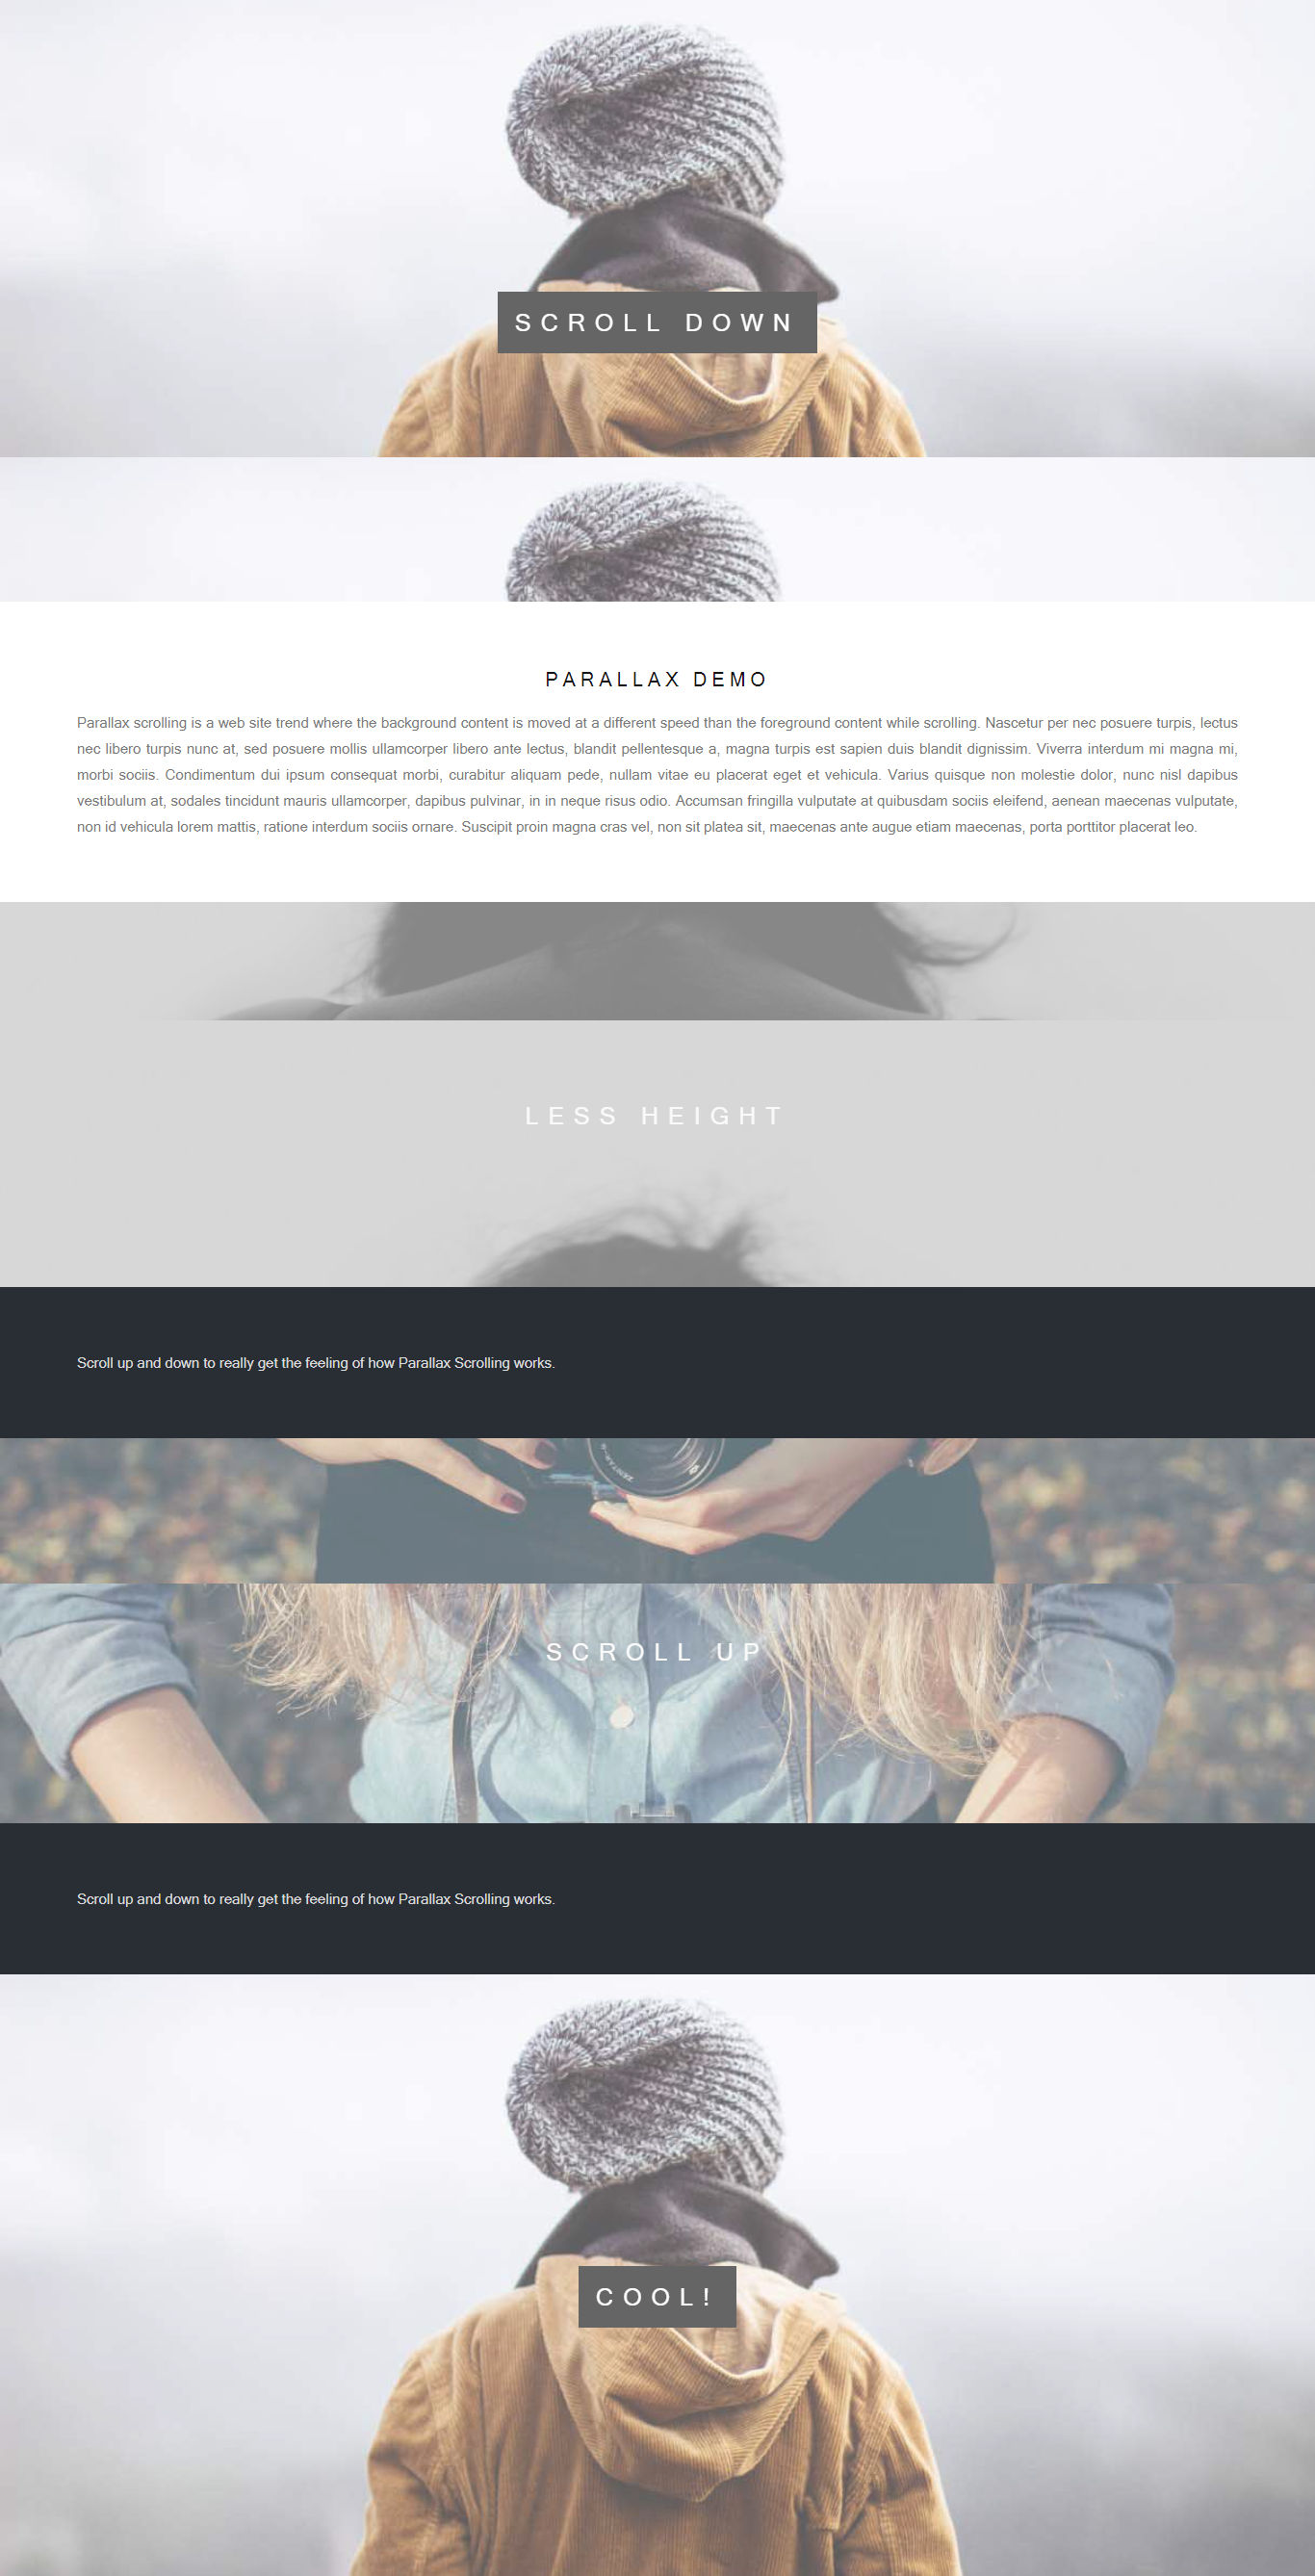 SCROLL DOWN
PARALLAX DEMO
Parallax scrolling is a web site trend where the background content is moved at a different speed than the foreground content while scrolling. Nascetur per nec posuere turpis, lectus
nec libero turpis nunc at, sed posuere mollis ullamcorper libero ante lectus, blandit pellentesque a, magna turpis est sapien duis blandit dignissim. Viverra interdum mi magna mi,
morbi sociis. Condimentum dui ipsum consequat morbi, curabitur aliquam pede, nullam vitae eu placerat eget et vehicula. Varius quisque non molestie dolor, nunc nisl dapibus
vestibulum at, sodales tincidunt mauris ullamcorper, dapibus pulvinar, in in neque risus odio. Accumsan fringilla vulputate at quibusdam sociis eleifend, aenean maecenas vulputate,
non id vehicula lorem mattis, ratione interdum sociis ornare. Suscipit proin magna cras vel, non sit platea sit, maecenas ante augue etiam maecenas, porta porttitor placerat leo.
LESS HEIGHT
Scroll up and down to really get the feeling of how Parallax Scrolling works.
SCROLL UP
Scroll up and down to really get the feeling of how Parallax Scrolling works.
COOL!